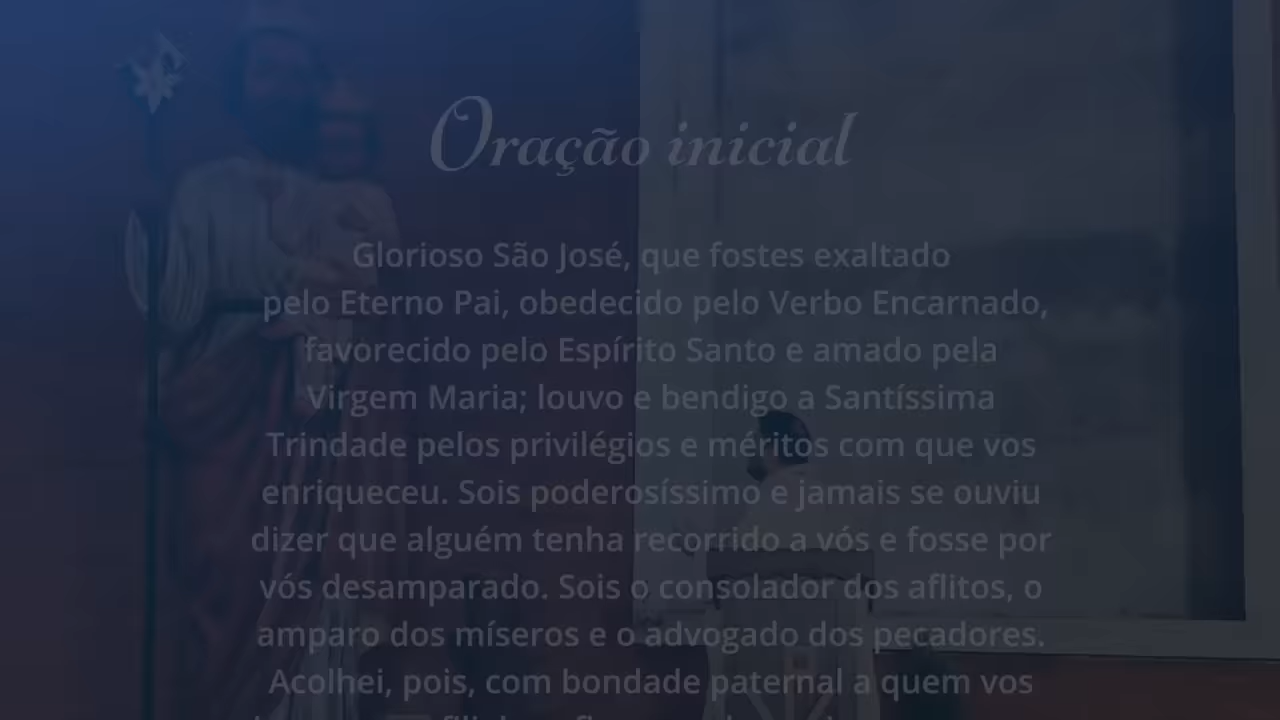 Oração inicial
Glorioso São José, que fostes exaltado
pelo Eterno Pai, obedecido pelo Verbo Encarnado,
favorecido pelo Espírito Santo e amado pela
Virgem Maria; louvo e bendigo a Santíssima
Trindade pelos privilégios e méritos com que vos
enriqueceu. Sois poderosíssimo e jamais se ouviu
dizer que alguém tenha recorrido a vós e fosse por
vós desamparado. Sois o consolador dos aflitos, o
amparo dos míseros e o advogado dos pecadores.
Acolhei, pois, com bondade paternal a quem vos